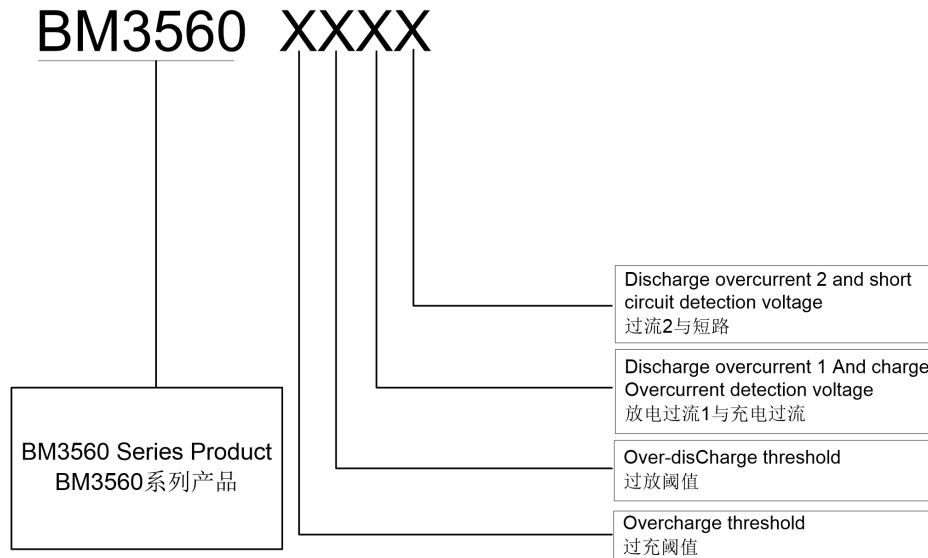 BM3560 XXXX
Discharge overcurrent 2 and short
circuit detection voltage
过流2与短路
Discharge overcurrent 1 And charge
Overcurrent detection voltage
放电过流1与充电过流
BM3560 Series Product
BM3560系列产品
Over-disCharge threshold
过放阈值
Overcharge threshold
过充阈值